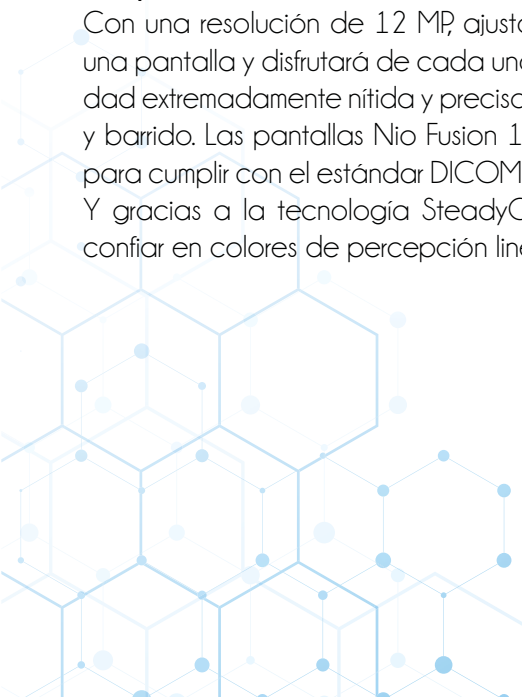 Con una resolución de 12 MP, ajusta
una pantalla y disfrutará de cada una
dad extremadamente nítida y precisa
y barrido. Las pantallas Nio Fusion 1
para cumplir con el estándar DICOM
Y gracias a la tecnología SteadyC
confiar en colores de percepción line